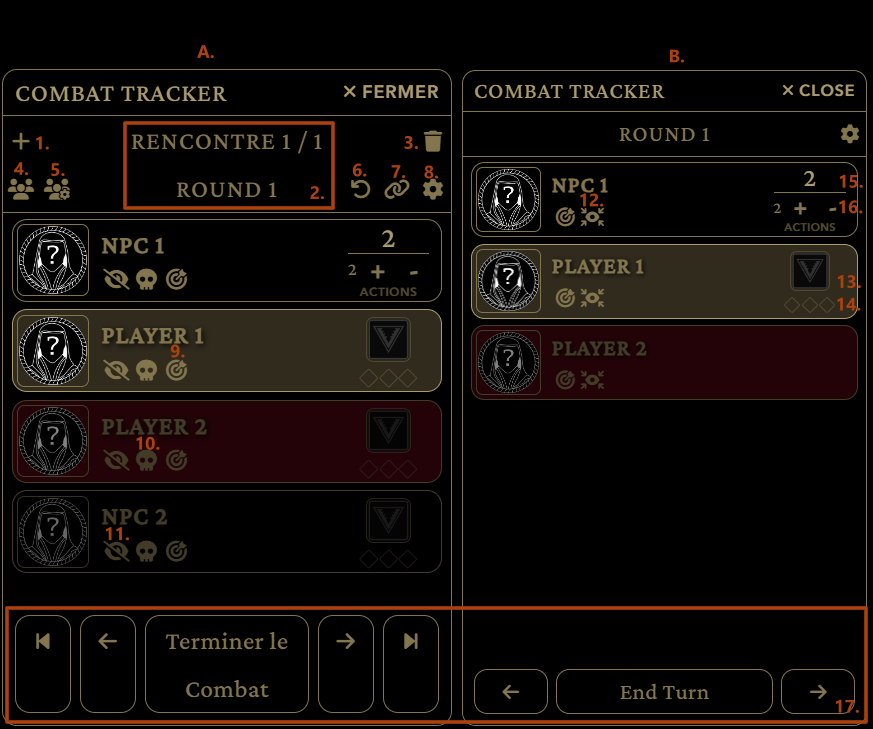 A.
COMBAT TRACKER
× FERMER
+ 1.
RENCONTRE 1 / 1
3.
4.
5.
ROUND 1
2.
6.
7.
8.
NPC 1
2
2 + -
ACTIONS
?
PLAYER 1
9.
?
PLAYER 2
10.
?
NPC 2
11.
?
Terminer le
Combat
B.
COMBAT TRACKER
× CLOSE
ROUND 1
NPC 1
2
15.
12.
2 + -
16.
ACTIONS
?
PLAYER 1
13.
14.
?
PLAYER 2
?
End Turn
17.